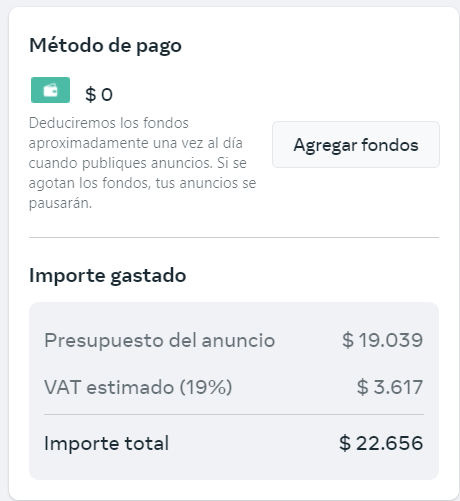 Método de pago
$ 0
Deduciremos los fondos
aproximadamente una vez al día
cuando publiques anuncios. Si se
agotan los fondos, tus anuncios se
pausarán.
Agregar fondos
Importe gastado
Presupuesto del anuncio $ 19.039
VAT estimado (19%) $ 3.617
Importe total $ 22.656